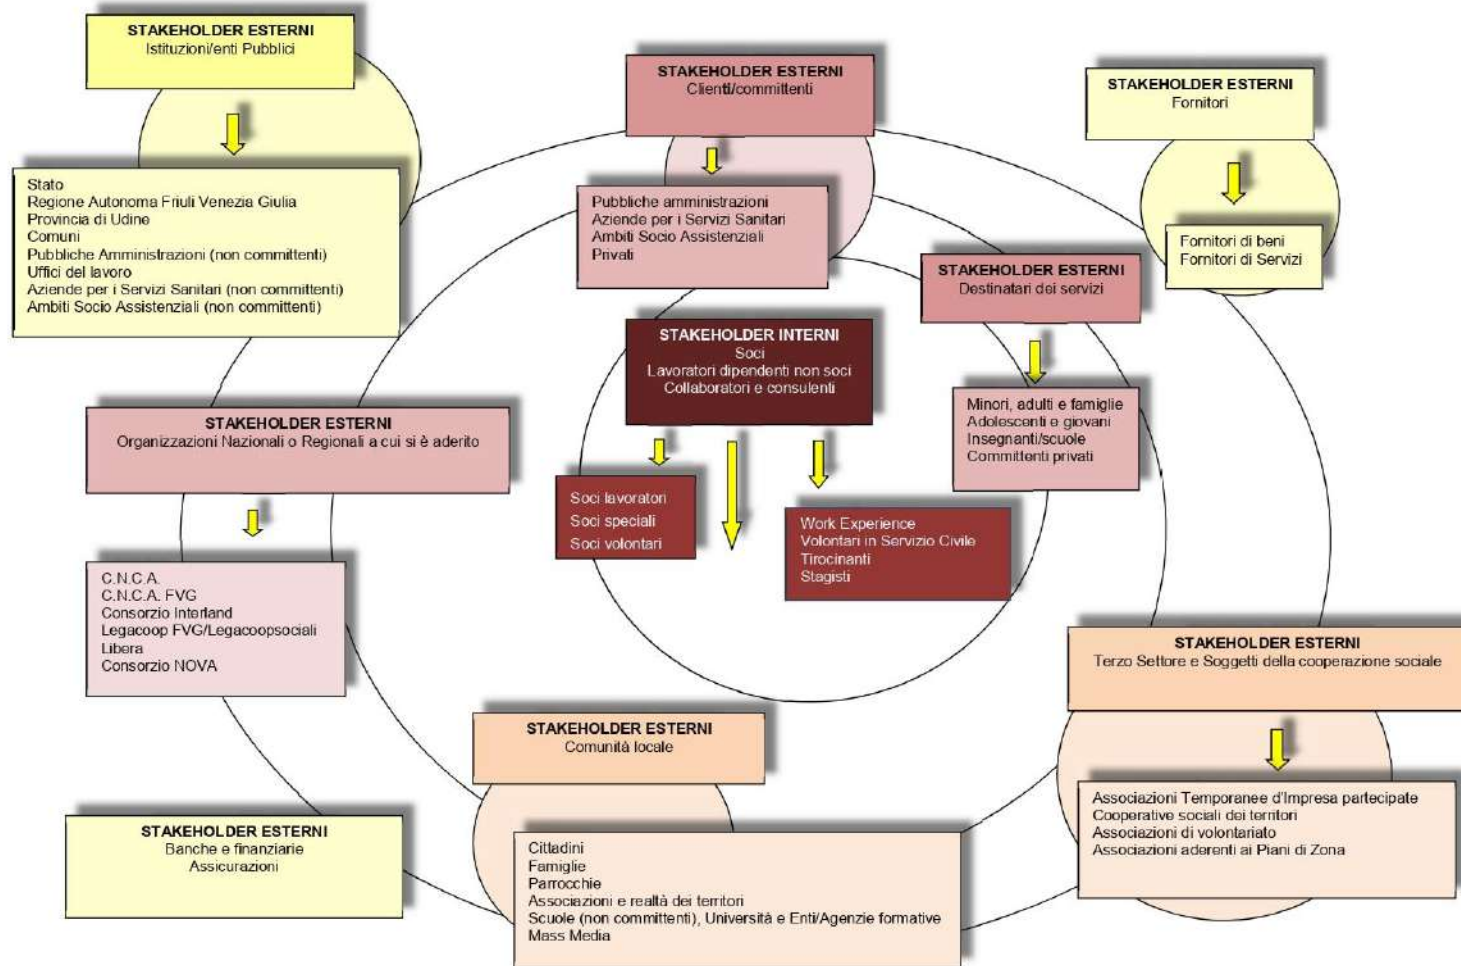 STAKEHOLDER ESTERNI
Istituzioni/enti Pubblici
Stato
Regione Autonoma Friuli Venezia Giulia
Provincia di Udine
Comuni
Pubbliche Amministrazioni (non committenti)
Uffici del lavoro
Aziende per i Servizi Sanitari (non committenti)
Ambiti Socio Assistenziali (non committenti)
STAKEHOLDER ESTERNI
Clienti/committenti
Pubbliche amministrazioni
Aziende per i Servizi Sanitari
Ambiti Socio Assistenziali
Privati
STAKEHOLDER ESTERNI
Fornitori
Fornitori di beni
Fornitori di Servizi
STAKEHOLDER ESTERNI
Destinatari dei servizi
Minori, adulti e famiglie
Adolescenti e giovani
Insegnanti/scuole
Committenti privati
STAKEHOLDER INTERNI
Soci
Lavoratori dipendenti non soci
Collaboratori e consulenti
Soci lavoratori
Soci speciali
Soci volontari
Work Experience
Volontari in Servizio Civile
Tirocinanti
Stagisti
STAKEHOLDER ESTERNI
Organizzazioni Nazionali o Regionali a cui si è aderito
C.N.C.A.
C.N.C.A. FVG
Consorzio Interland
Legacoop FVG/Legacoopsociali
Libera
Consorzio NOVA
STAKEHOLDER ESTERNI
Terzo Settore e Soggetti della cooperazione sociale
Associazioni Temporanee d'Impresa partecipate
Cooperative sociali dei territori
Associazioni di volontariato
Associazioni aderenti ai Piani di Zona
STAKEHOLDER ESTERNI
Comunità locale
Cittadini
Famiglie
Parrocchie
Associazioni e realtà dei territori
Scuole (non committenti), Università e Enti/Agenzie formative
Mass Media
STAKEHOLDER ESTERNI
Banche e finanziarie
Assicurazioni